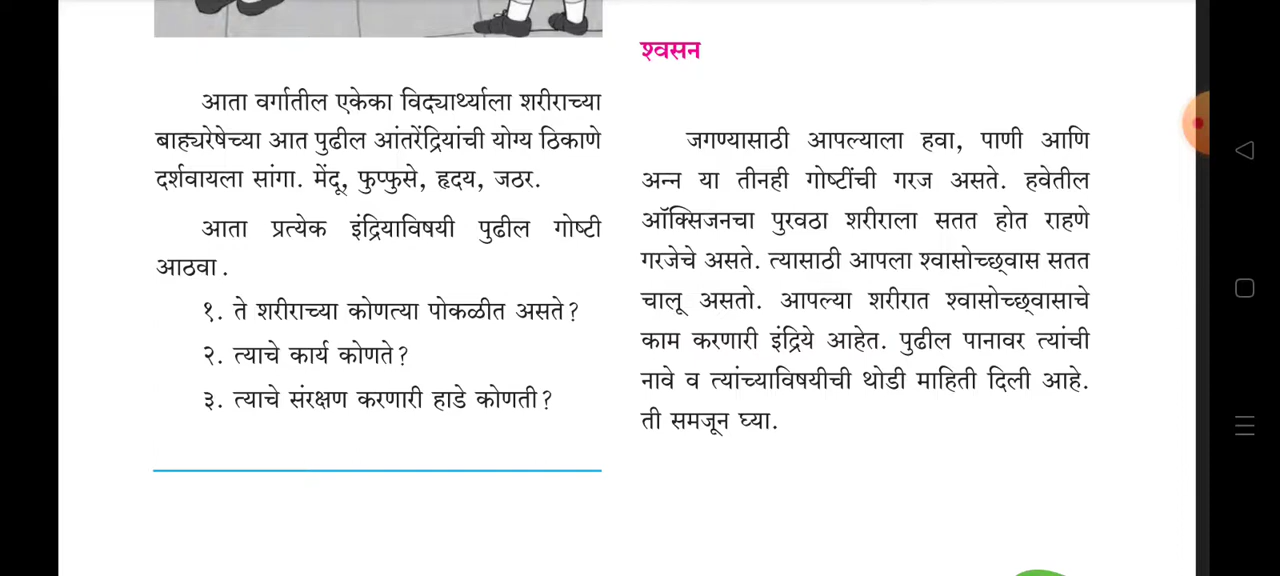 आता वर्गातील एकेका विद्यार्थ्याला शरीराच्या
बाह्यरेषेच्या आत पुढील आंतरेंद्रियांची योग्य ठिकाणे
दर्शवायला सांगा. मेंदू, फुप्फुसे, हृदय, जठर.
आता प्रत्येक इंद्रियाविषयी पुढील गोष्टी
आठवा.
१. ते शरीराच्या कोणत्या पोकळीत असते?
२. त्याचे कार्य कोणते?
३. त्याचे संरक्षण करणारी हाडे कोणती?
श्वसन
जगण्यासाठी आपल्याला हवा, पाणी आणि
अन्न या तीनही गोष्टींची गरज असते. हवेतील
ऑक्सिजनचा पुरवठा शरीराला सतत होत राहणे
गरजेचे असते. त्यासाठी आपला श्वासोच्छ्वास सतत
चालू असतो. आपल्या शरीरात श्वासोच्छ्वासाचे
काम करणारी इंद्रिये आहेत. पुढील पानावर त्यांची
नावे व त्यांच्याविषयीची थोडी माहिती दिली आहे.
ती समजून घ्या.